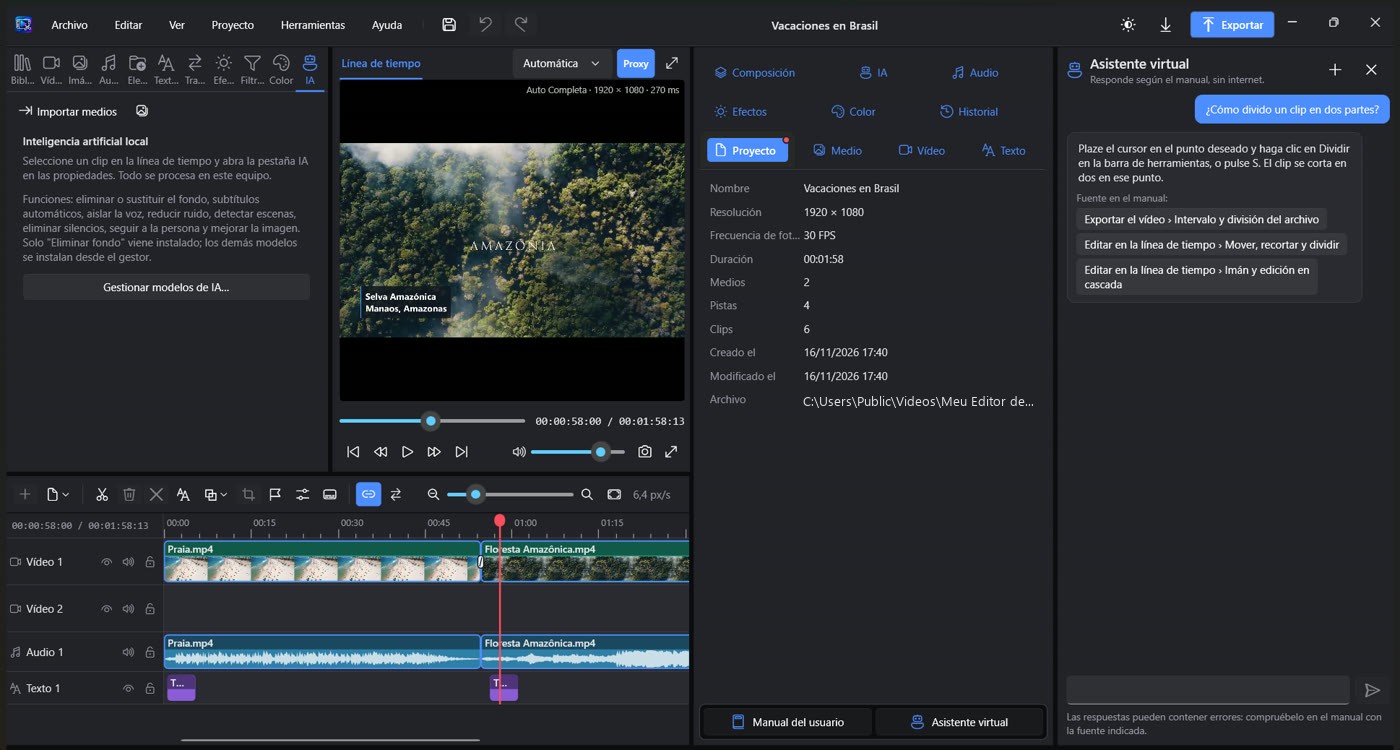 Archivo Editar Ver Proyecto Herramientas Ayuda
Vacaciones en Brasil
Exportar
Bibl... Víd... Imá... Au... Ele... Text... Tra... Efe... Filtr... Color IA
Importar medios
Inteligencia artificial local
Seleccione un clip en la línea de tiempo y abra la pestaña IA
en las propiedades. Todo se procesa en este equipo.
Funciones: eliminar o sustituir el fondo, subtítulos
automáticos, aislar la voz, reducir ruido, detectar escenas,
eliminar silencios, seguir a la persona y mejorar la imagen.
Solo "Eliminar fondo" viene instalado; los demás modelos
se instalan desde el gestor.
Gestionar modelos de IA...
Línea de tiempo
Automática
Proxy
Auto Completa · 1920 × 1080 · 270 ms
AMAZÔNIA
Selva Amazónica
Manaos, Amazonas
00:00:58:00 / 00:01:58:13
Composición IA Audio
Efectos Color Historial
Proyecto Medio Vídeo Texto
Nombre Vacaciones en Brasil
Resolución 1920 × 1080
Frecuencia de fot... 30 FPS
Duración 00:01:58
Medios 2
Pistas 4
Clips 6
Creado el 16/11/2026 17:40
Modificado el 16/11/2026 17:40
Archivo C:\Users\Public\Videos\Meu Editor de...
Manual del usuario
Asistente virtual
Asistente virtual
Responde según el manual, sin internet.
¿Cómo divido un clip en dos partes?
Plaze el cursor en el punto deseado y haga clic en Dividir
en la barra de herramientas, o pulse S. El clip se corta en
dos en ese punto.
Fuente en el manual:
Exportar el vídeo › Intervalo y división del archivo
Editar en la línea de tiempo › Mover, recortar y dividir
Editar en la línea de tiempo › Imán y edición en
cascada
Las respuestas pueden contener errores: compruébelo en el manual con
la fuente indicada.
6,4 px/s
00:00:58:00 / 00:01:58:13
00:00 00:15 00:30 00:45 01:00 01:15
Vídeo 1
Praia.mp4
Floresta Amazônica.mp4
Vídeo 2
Audio 1
Praia.mp4
Floresta Amazônica.mp4
Texto 1
T...
T...